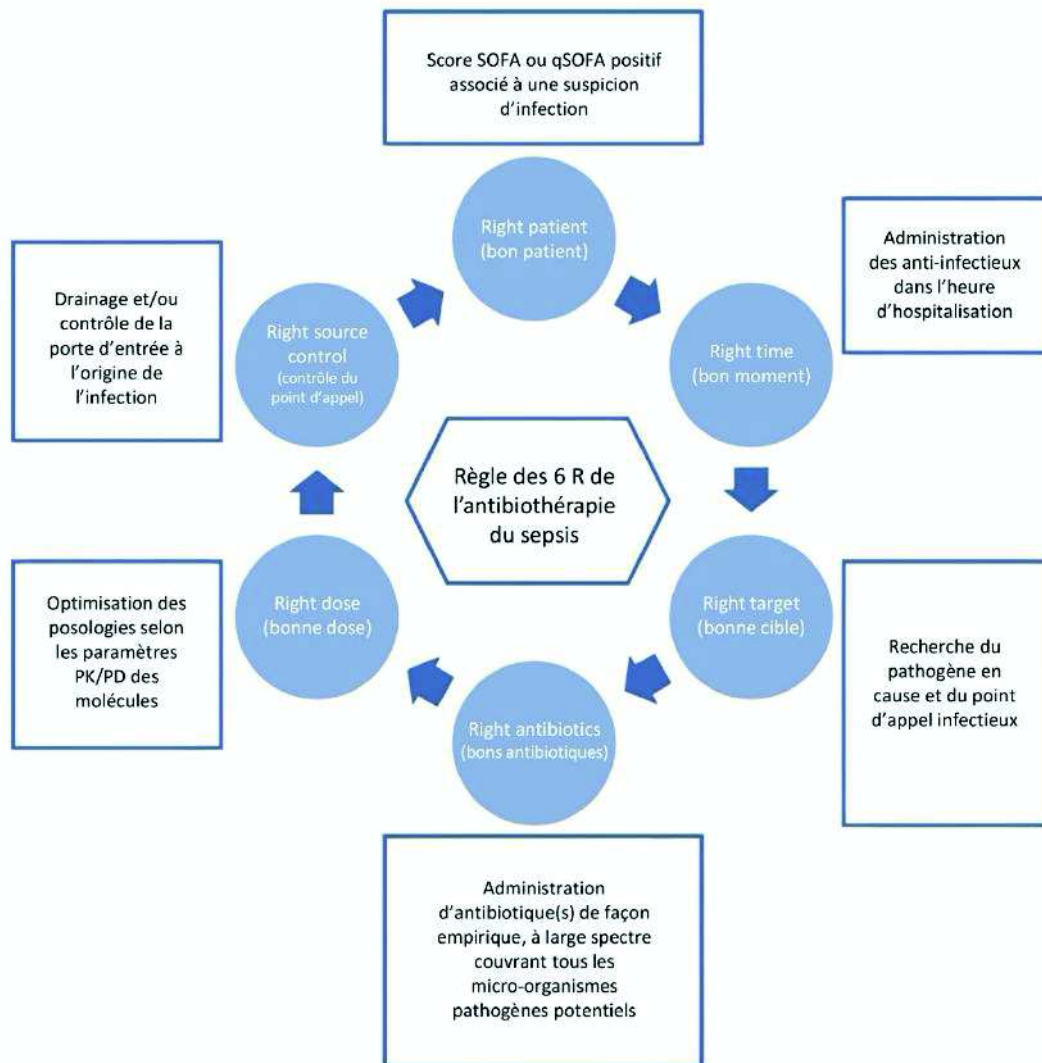 Score SOFA ou qSOFA positif
associé à une suspicion
d'infection
Right patient
(bon patient)
Administration
des anti-infectieux
dans l'heure
d'hospitalisation
Right time
(bon moment)
Recherche du
pathogène en
cause et du point
d'appel infectieux
Right target
(bonne cible)
Right antibiotics
(bons antibiotiques)
Administration
d'antibiotique(s) de façon
empirique, à large spectre
couvrant tous les
micro-organismes
pathogènes potentiels
Right dose
(bonne dose)
Optimisation des
posologies selon
les paramètres
PK/PD des
molécules
Right source
control
(contrôle du
point d'appel)
Drainage et/ou
contrôle de la
porte d'entrée à
l'origine de
l'infection
Règle des 6 R de
l'antibiothérapie
du sepsis